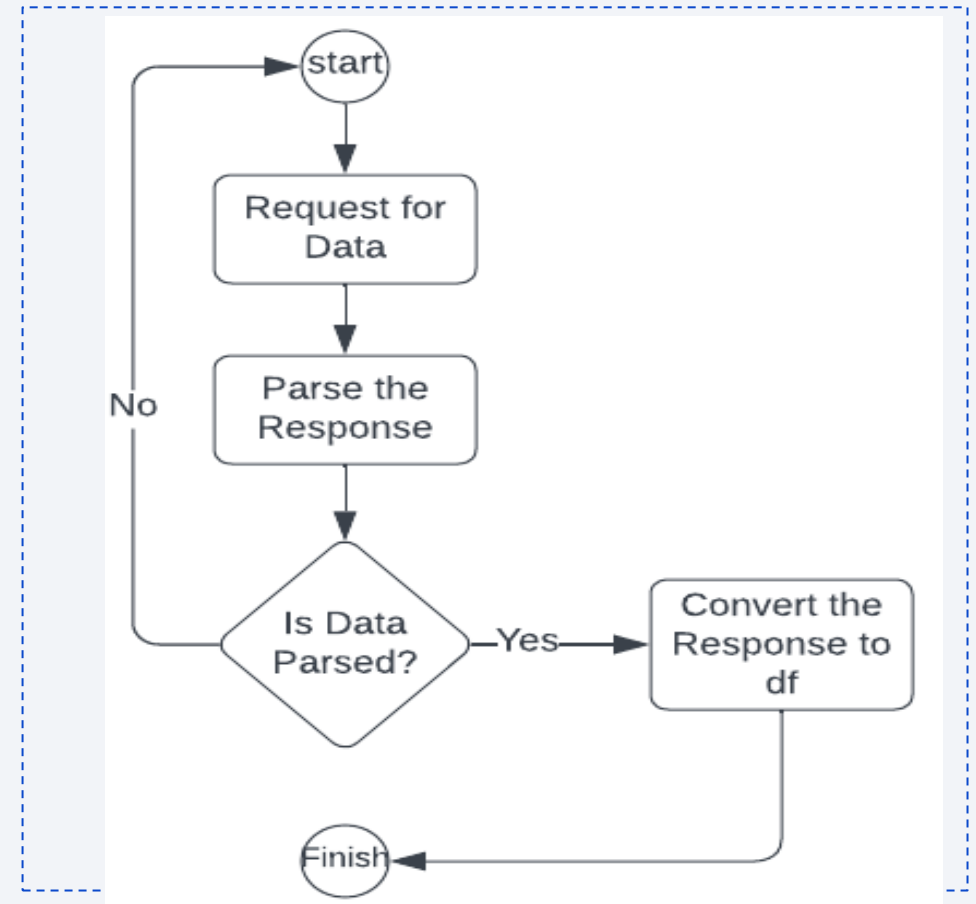 start
Request for
Data
Parse the
Response
No
Is Data
Parsed?
Yes
Convert the
Response to
df
Finish